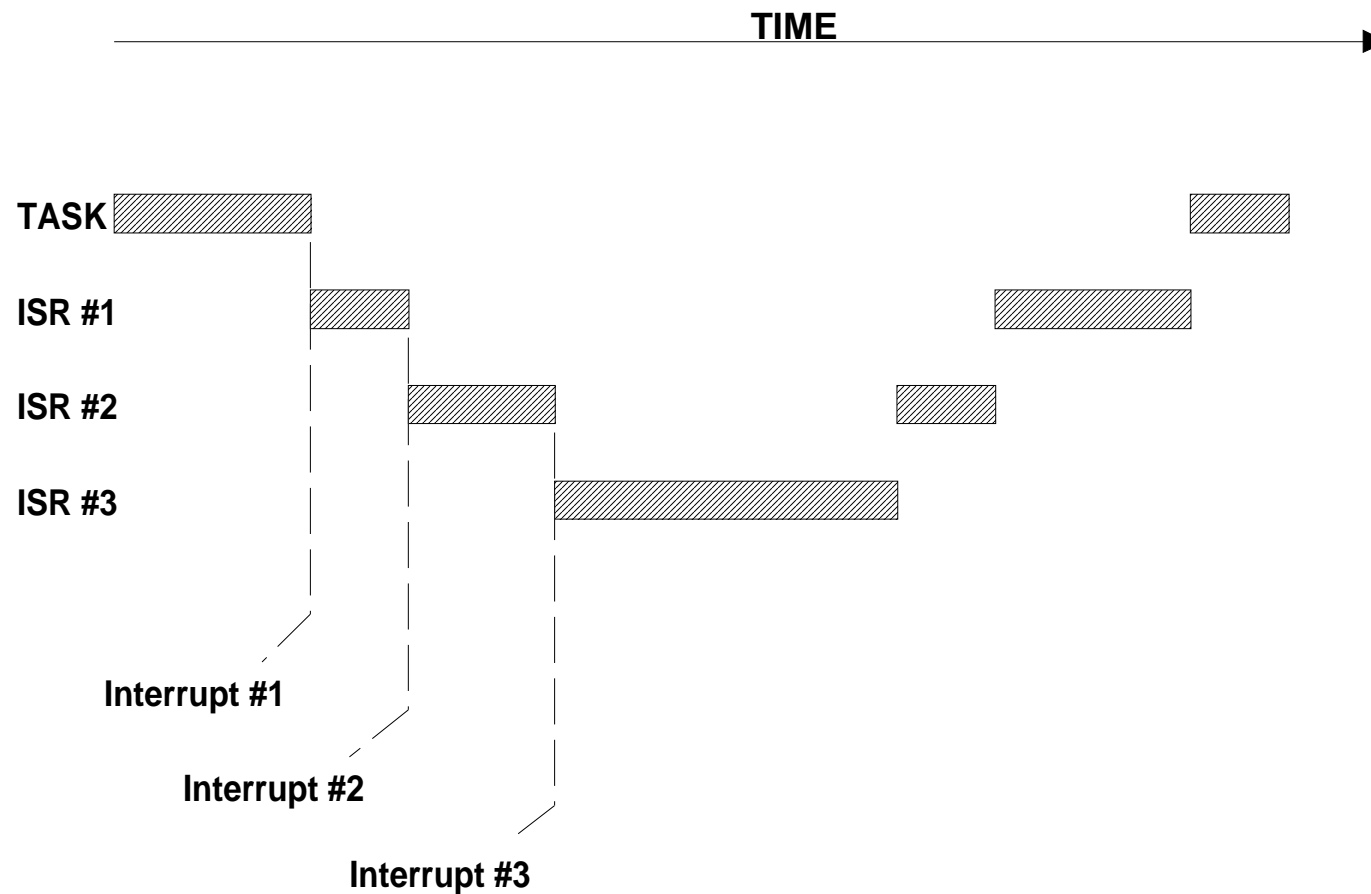 TIME
TASK
ISR #1
ISR #2
ISR #3
Interrupt #1
Interrupt #2
Interrupt #3